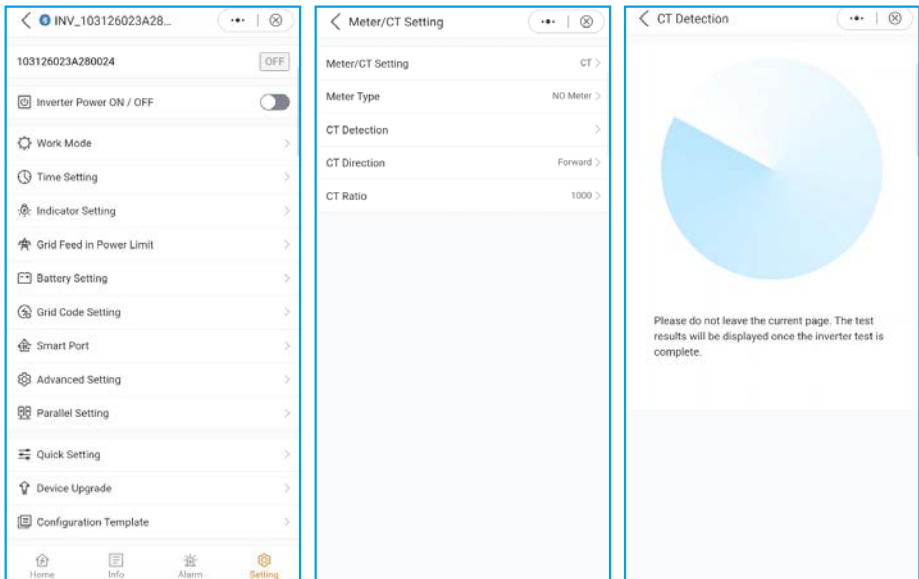 INV_103126023A28...
103126023A280024
OFF
Inverter Power ON / OFF
Work Mode
Time Setting
Indicator Setting
Grid Feed in Power Limit
Battery Setting
Grid Code Setting
Smart Port
Advanced Setting
Parallel Setting
Quick Setting
Device Upgrade
Configuration Template
Home Info Alarm Setting
Meter/CT Setting
Meter/CT Setting CT
Meter Type NO Meter
CT Detection
CT Direction Forward
CT Ratio 1000
CT Detection
Please do not leave the current page. The test
results will be displayed once the inverter test is
complete.